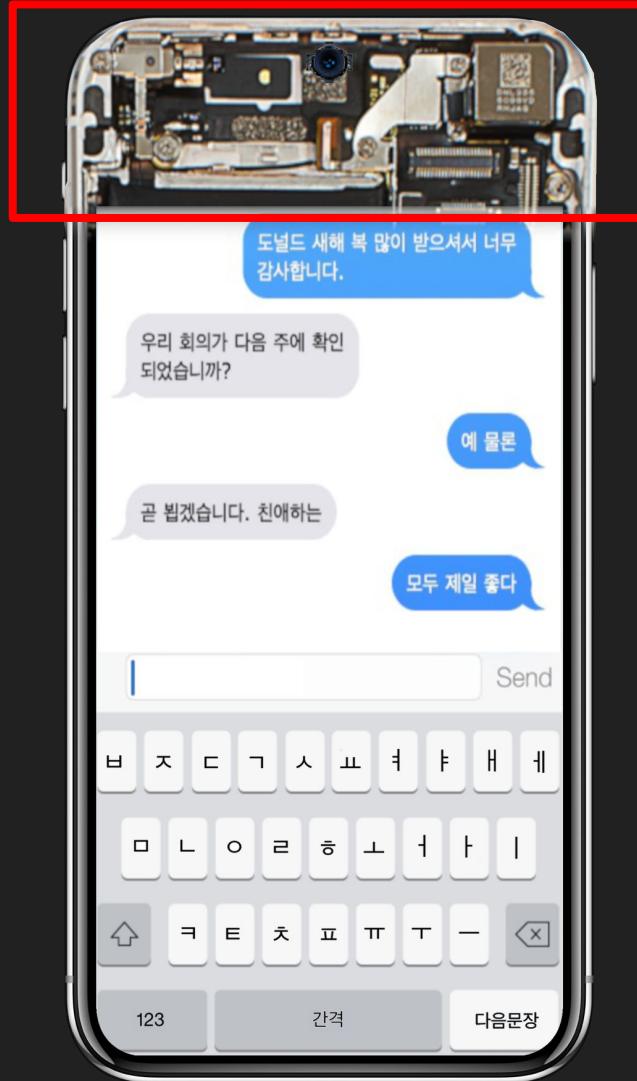 도널드 새해 복 많이 받으셔서 너무
감사합니다.
우리 회의가 다음 주에 확인
되었습니까?
예 물론
곧 뵙겠습니다. 친애하는
모두 제일 좋다
Send
ㅂ ㅈ ㄷ ㄱ ㅅ ㅛ ㅕ ㅑ ㅐ ㅔ
ㅁ ㄴ ㅇ ㄹ ㅎ ㅗ ㅓ ㅏ ㅣ
ㅋ ㅌ ㅊ ㅍ ㅠ ㅜ ㅡ
123 간격 다음문장